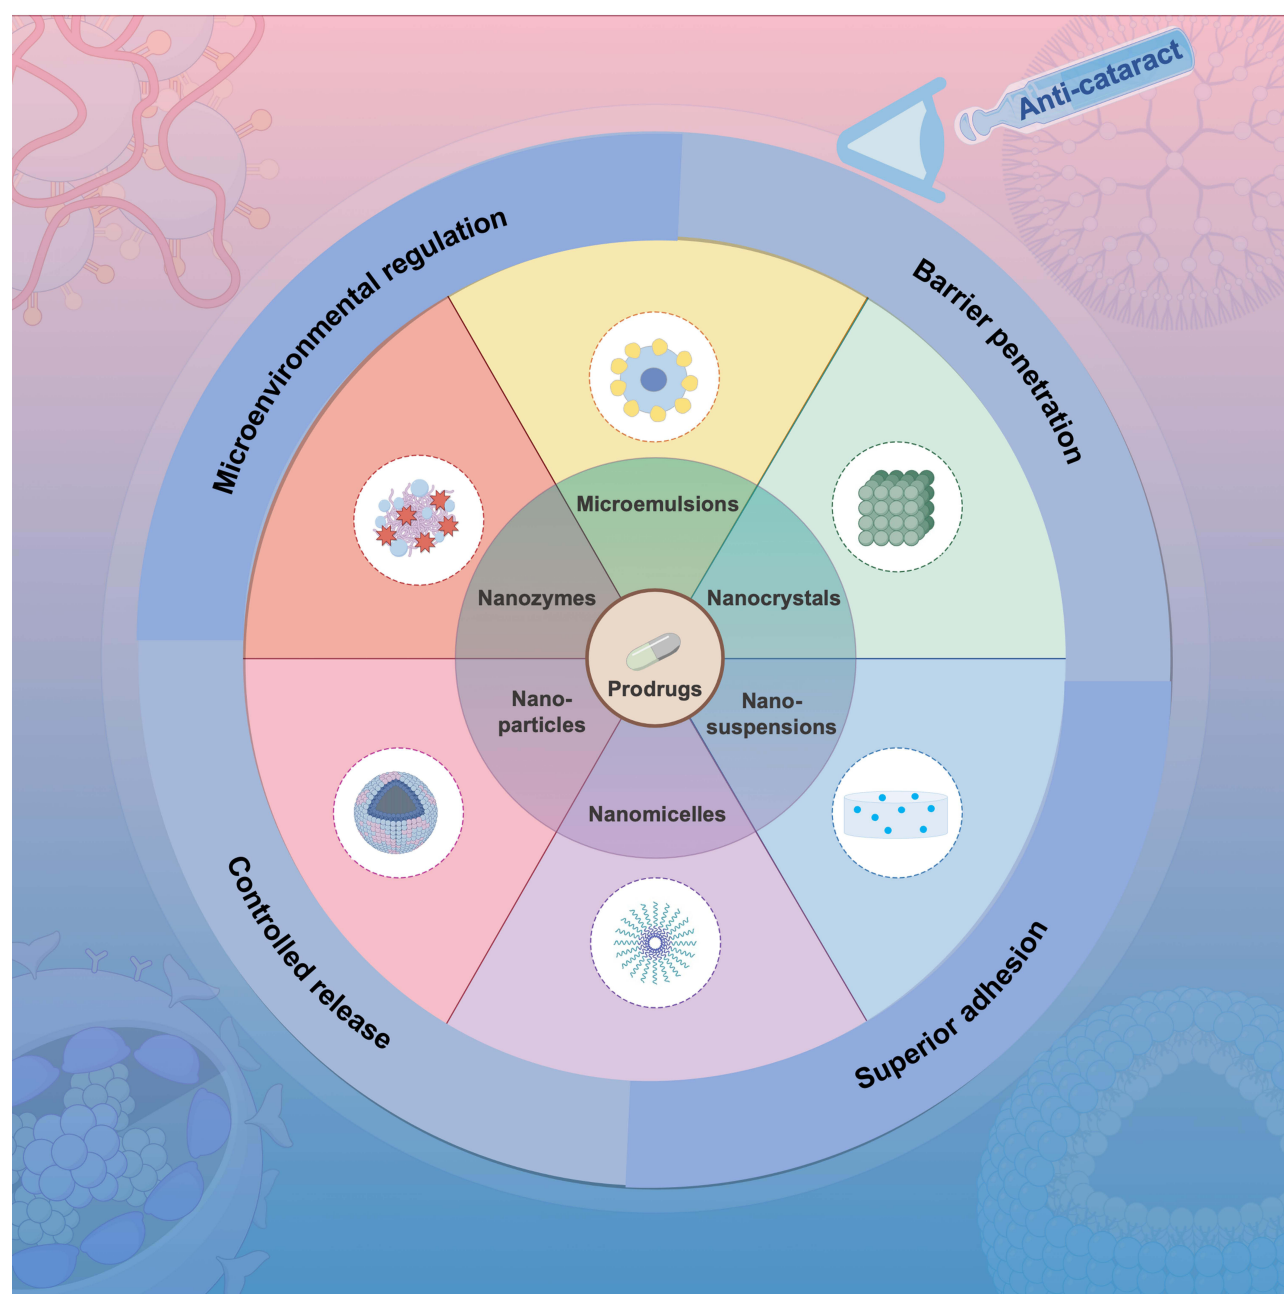 Anti-cataract
Microenvironmental regulation
Barrier penetration
Microemulsions
Nanozymes
Nanocrystals
Prodrugs
Nano-
particles
Nano-
suspensions
Nanomicelles
Controlled release
Superior adhesion